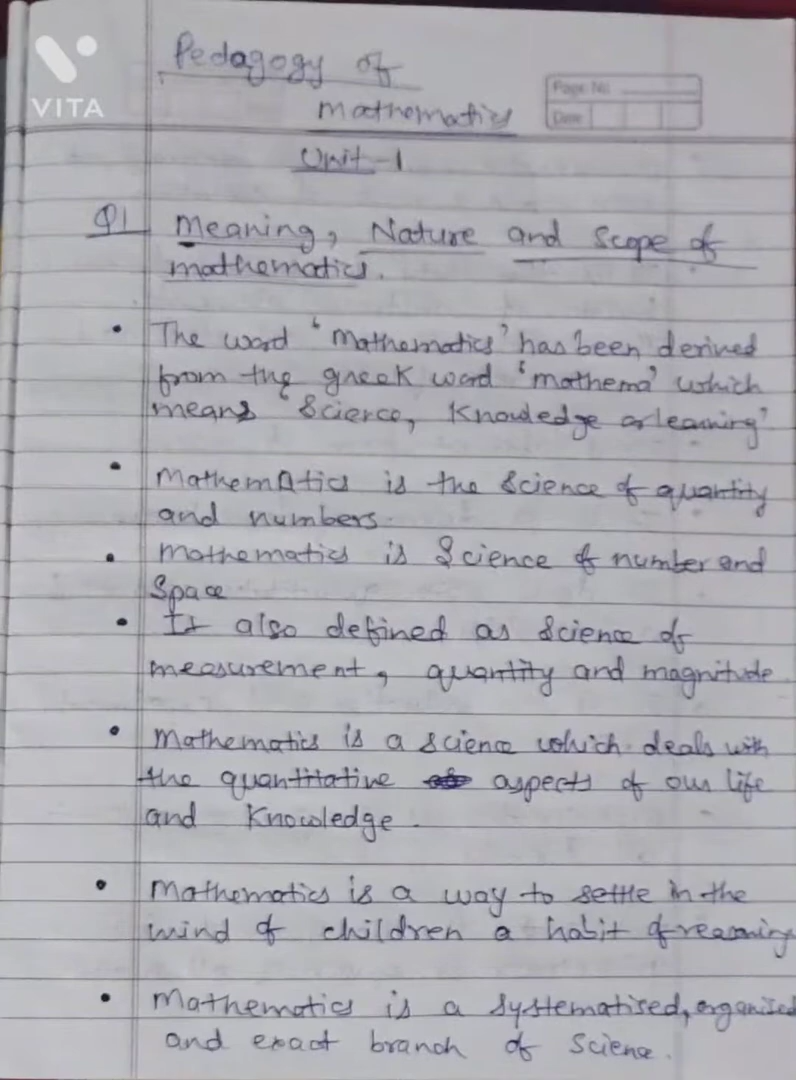 VITA
Pedagogy of
mathematics
Page No.
Date
Unit-1
Q1 Meaning, Nature and Scope of
mathematics.
• The word 'Mathematics' has been derived
from the greek word 'mathema' which
means 'Science, Knowledge or learning'
• Mathematics is the Science of quantity
and numbers.
• Mathematics is Science of number and
Space
• It also defined as Science of
measurement, quantity and magnitude
• Mathematics is a science which deals with
the quantitative aspects of our life
and Knowledge.
• Mathematics is a way to settle in the
wind of children a habit of reasoning
• Mathematics is a systematised, organised
and exact branch of Science.